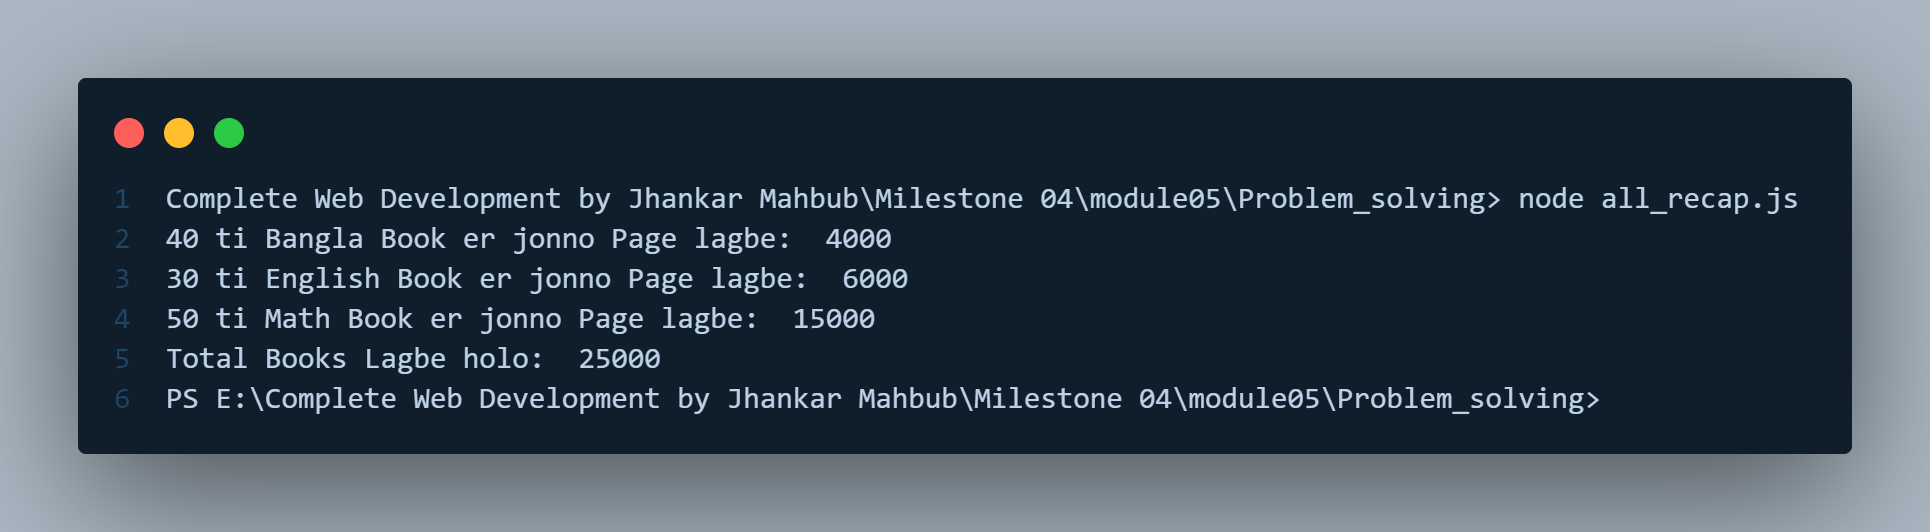 1 Complete Web Development by Jhankar Mahbub\Milestone 04\module05\Problem_solving> node all_recap.js
2 40 ti Bangla Book er jonno Page lagbe:  4000
3 30 ti English Book er jonno Page lagbe:  6000
4 50 ti Math Book er jonno Page lagbe:  15000
5 Total Books Lagbe holo:  25000
6 PS E:\Complete Web Development by Jhankar Mahbub\Milestone 04\module05\Problem_solving>